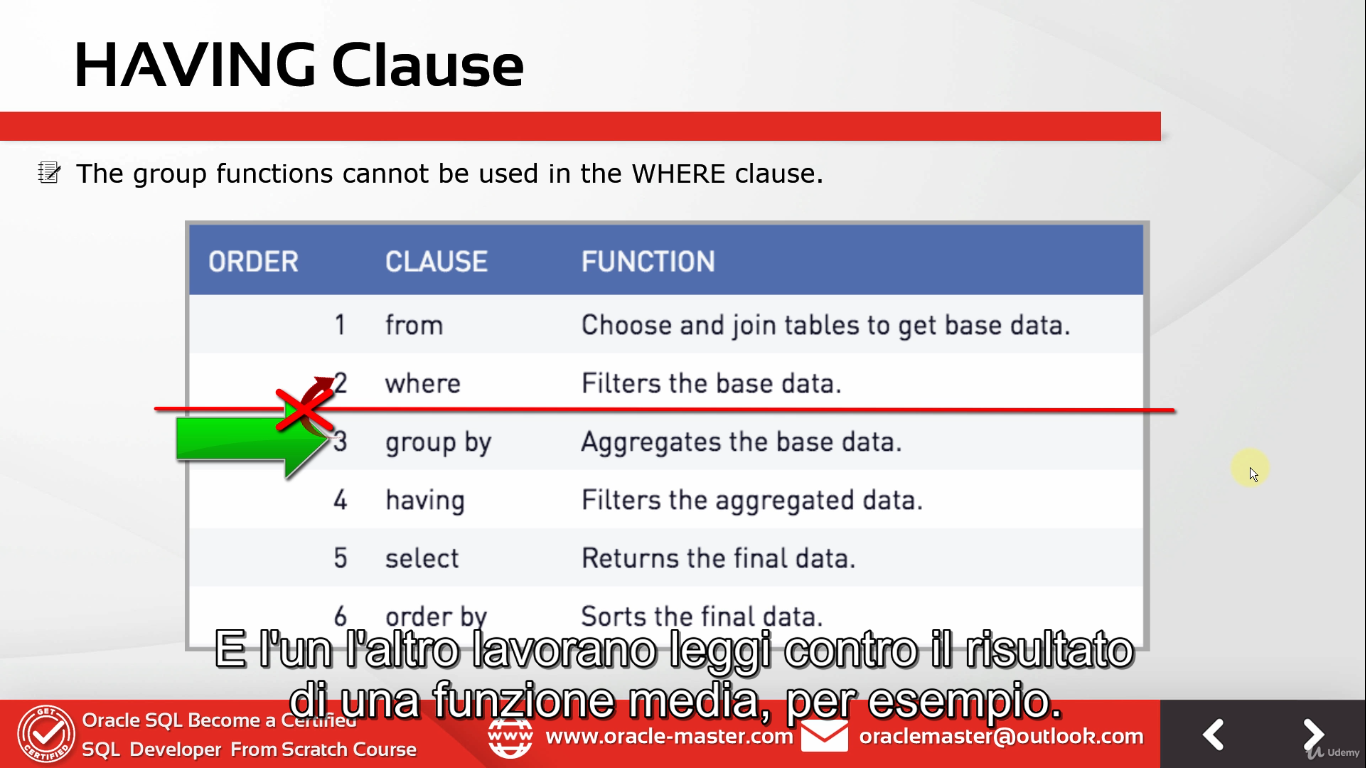 HAVING Clause
The group functions cannot be used in the WHERE clause.
ORDER CLAUSE FUNCTION
1 from Choose and join tables to get base data.
2 where Filters the base data.
3 group by Aggregates the base data.
4 having Filters the aggregated data.
5 select Returns the final data.
6 order by Sorts the final data.
E l'un l'altro lavorano leggi contro il risultato
di una funzione media, per esempio.
GET CERTIFIED
Oracle SQL Become a Certified
SQL Developer From Scratch Course
www
www.oracle-master.com
oraclemaster@outlook.com
Udemy